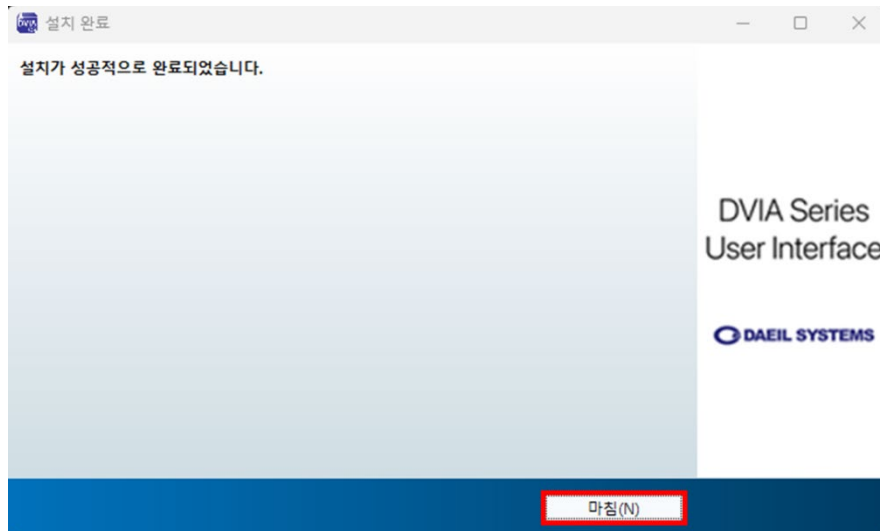 설치 완료
설치가 성공적으로 완료되었습니다.
DVIA Series
User Interface
DAEIL SYSTEMS
마침(N)